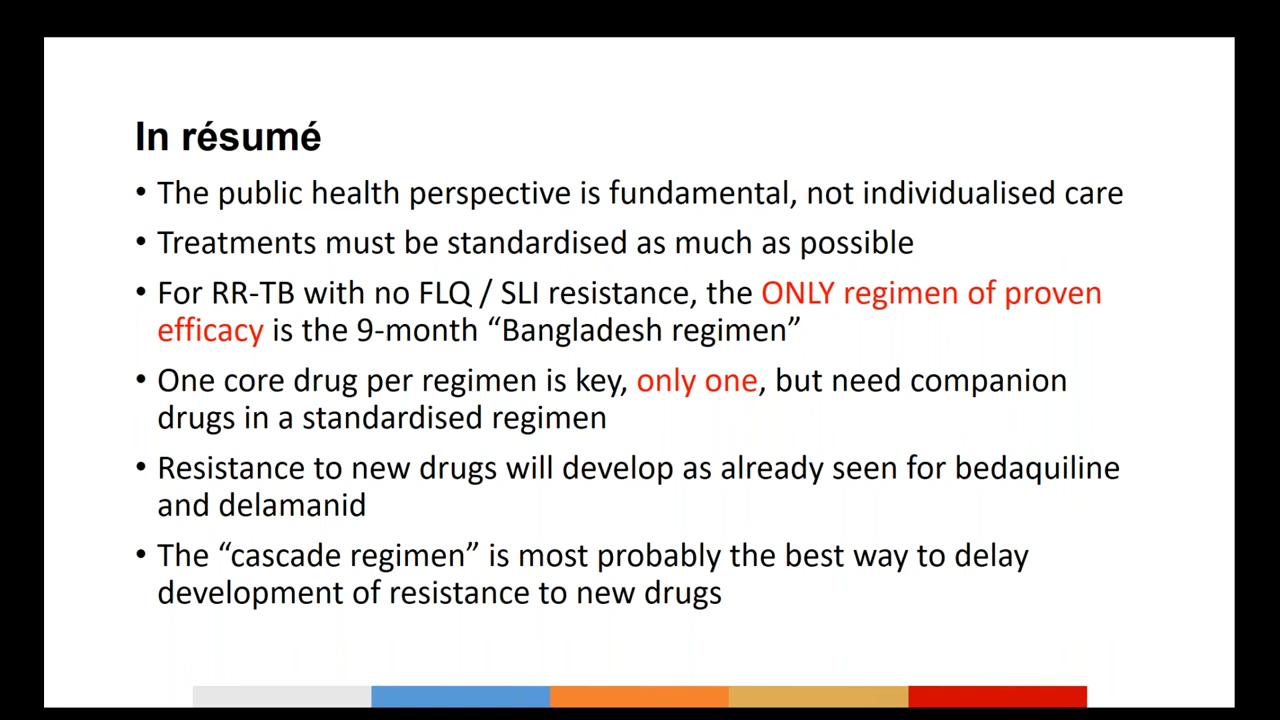 In résumé
• The public health perspective is fundamental, not individualised care
• Treatments must be standardised as much as possible
• For RR-TB with no FLQ / SLI resistance, the ONLY regimen of proven
efficacy is the 9-month “Bangladesh regimen”
• One core drug per regimen is key, only one, but need companion
drugs in a standardised regimen
• Resistance to new drugs will develop as already seen for bedaquiline
and delamanid
• The “cascade regimen” is most probably the best way to delay
development of resistance to new drugs